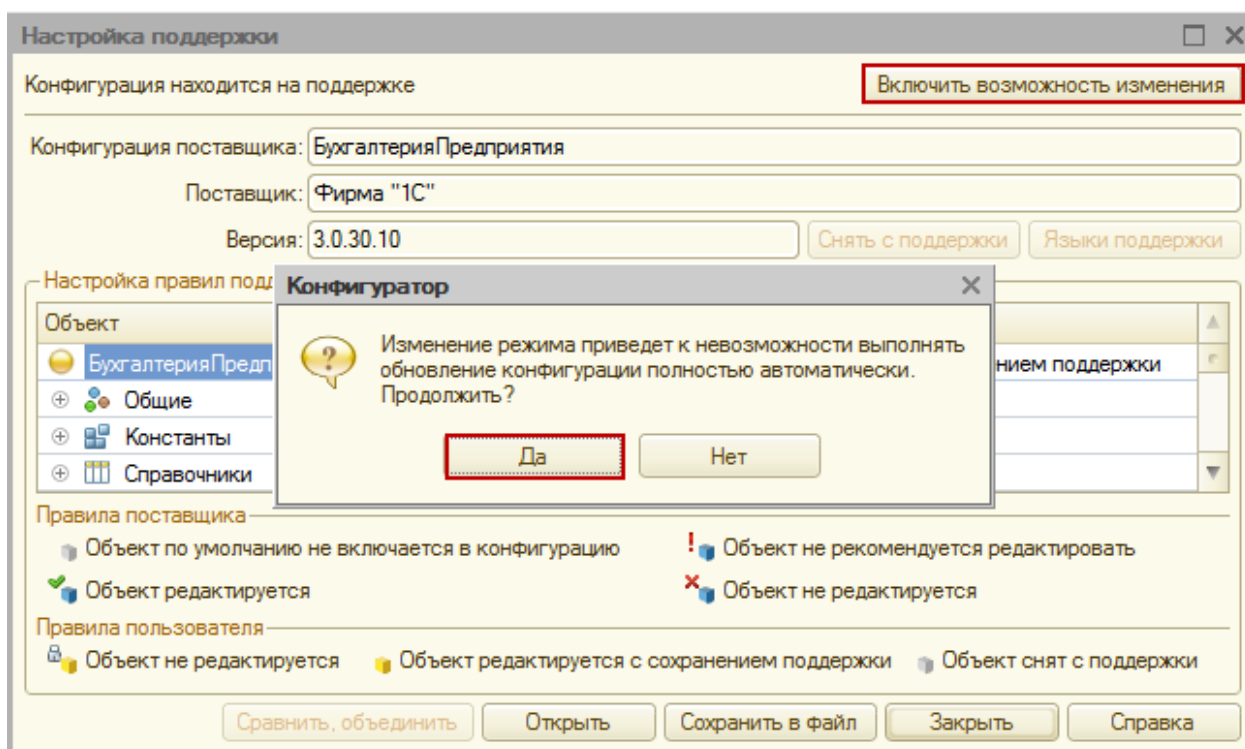 Настройка поддержки
Конфигурация находится на поддержке
Включить возможность изменения
Конфигурация поставщика: БухгалтерияПредприятия
Поставщик: Фирма "1С"
Версия: 3.0.30.10
Снять с поддержки
Языки поддержки
Настройка правил
Конфигуратор
Объект
Изменение режима приведет к невозможности выполнять
обновление конфигурации полностью автоматически.
Продолжить?
поддержки
Общие
Константы
Справочники
Да
Нет
Правила поставщика
Объект по умолчанию не включается в конфигурацию
! Объект не рекомендуется редактировать
Объект редактируется
Объект не редактируется
Правила пользователя
Объект не редактируется
Объект редактируется с сохранением поддержки
Объект снят с поддержки
Сравнить, объединить
Открыть
Сохранить в файл
Закрыть
Справка